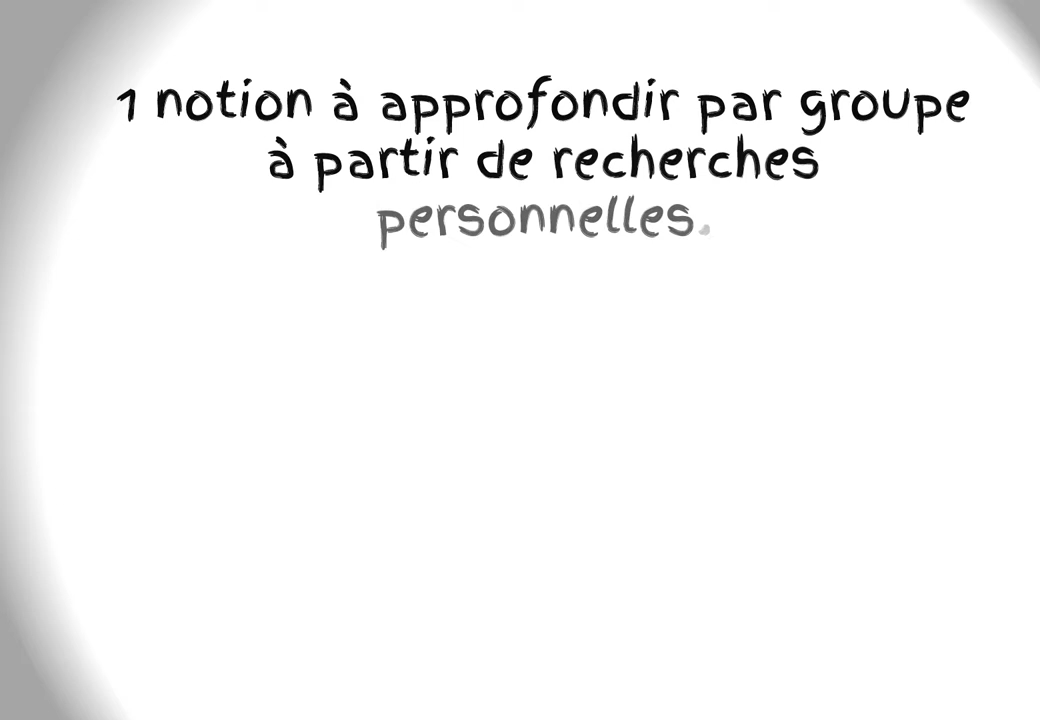 1 notion à approfondir par groupe
à partir de recherches
personnelles.